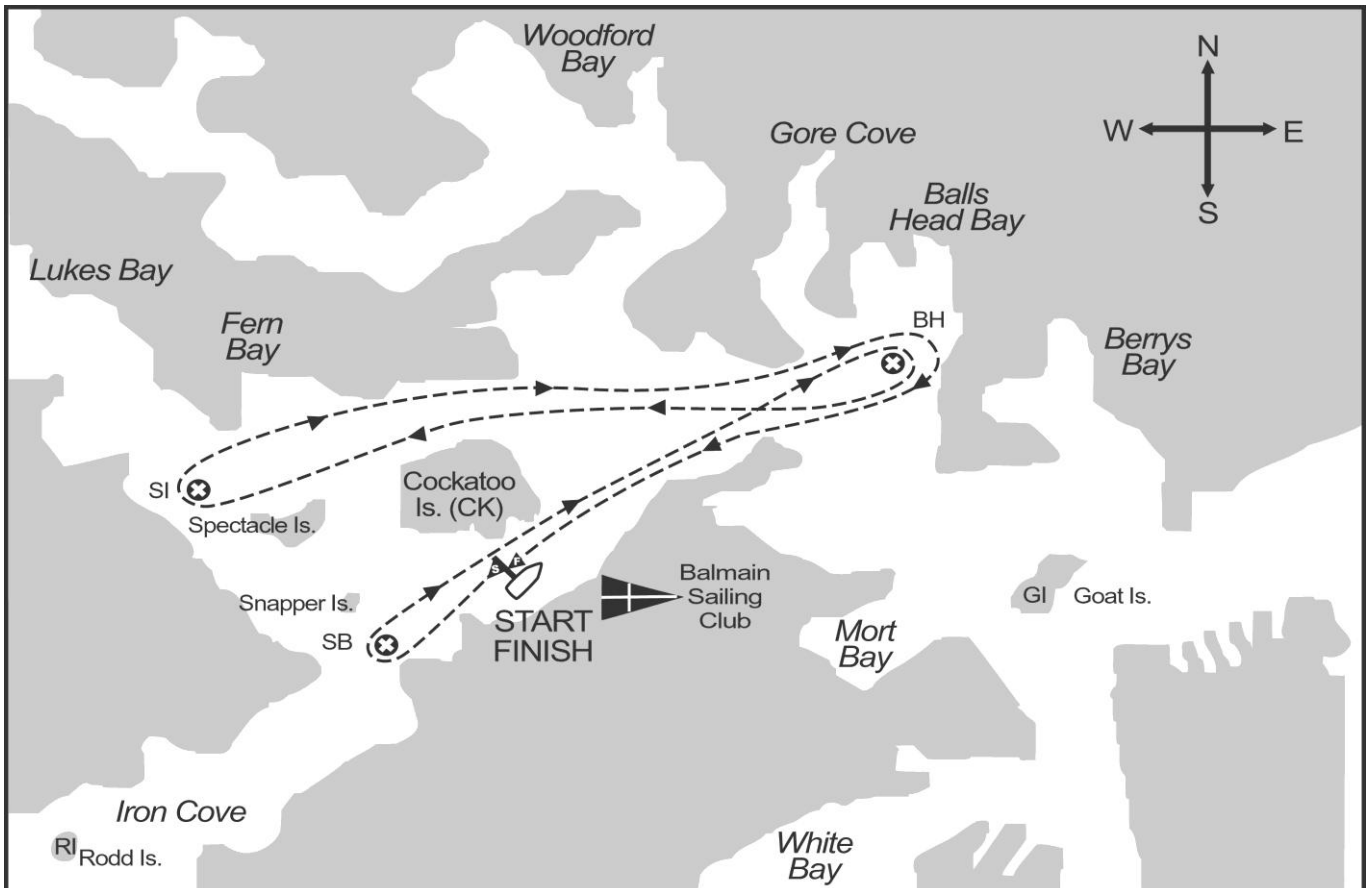 Woodford
Bay
N
W
E
S
Gore Cove
Balls
Head Bay
Lukes Bay
Fern
Bay
BH
Berrys
Bay
SI
Cockatoo
Is. (CK)
Spectacle Is.
S
F
Snapper Is.
Balmain
Sailing
Club
GI
Goat Is.
START
FINISH
SB
Mort
Bay
Iron Cove
RI
Rodd Is.
White
Bay